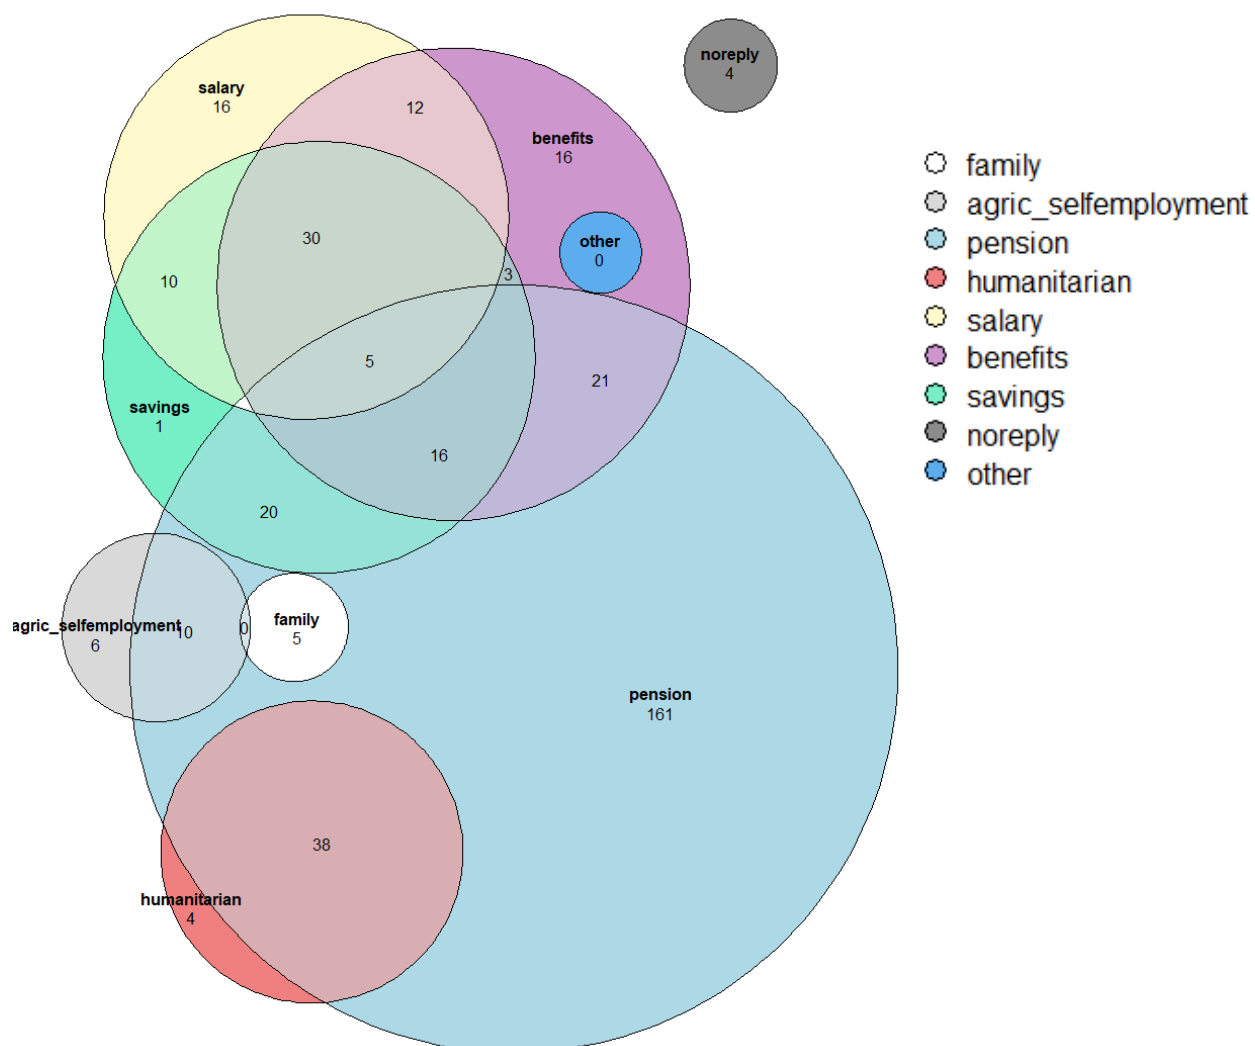 noreply
4
salary
16
12
benefits
16
other
0
30
3
10
5
21
savings
1
16
20
agric_selfemployment
6
10
0
family
5
pension
161
38
humanitarian
4
family
agric_selfemployment
pension
humanitarian
salary
benefits
savings
noreply
other